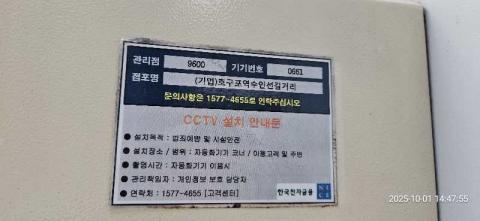 관리점 9600 기기번호 0661
점포명 (기업)호구포역수인선길거리
문의사항은 1577-4655로 연락주십시오
CCTV 설치 안내문
● 설치목적 : 범죄예방 및 시설안전
● 설치장소 / 범위 : 자동화기기 코너 / 이용고객 및 주변
● 촬영시간 : 자동화기기 이용시
● 관리책임자 : 개인정보 보호 담당자
● 연락처 : 1577-4655 [고객센터]
한국전자금융
NICE
2025-10-01 14:47:55